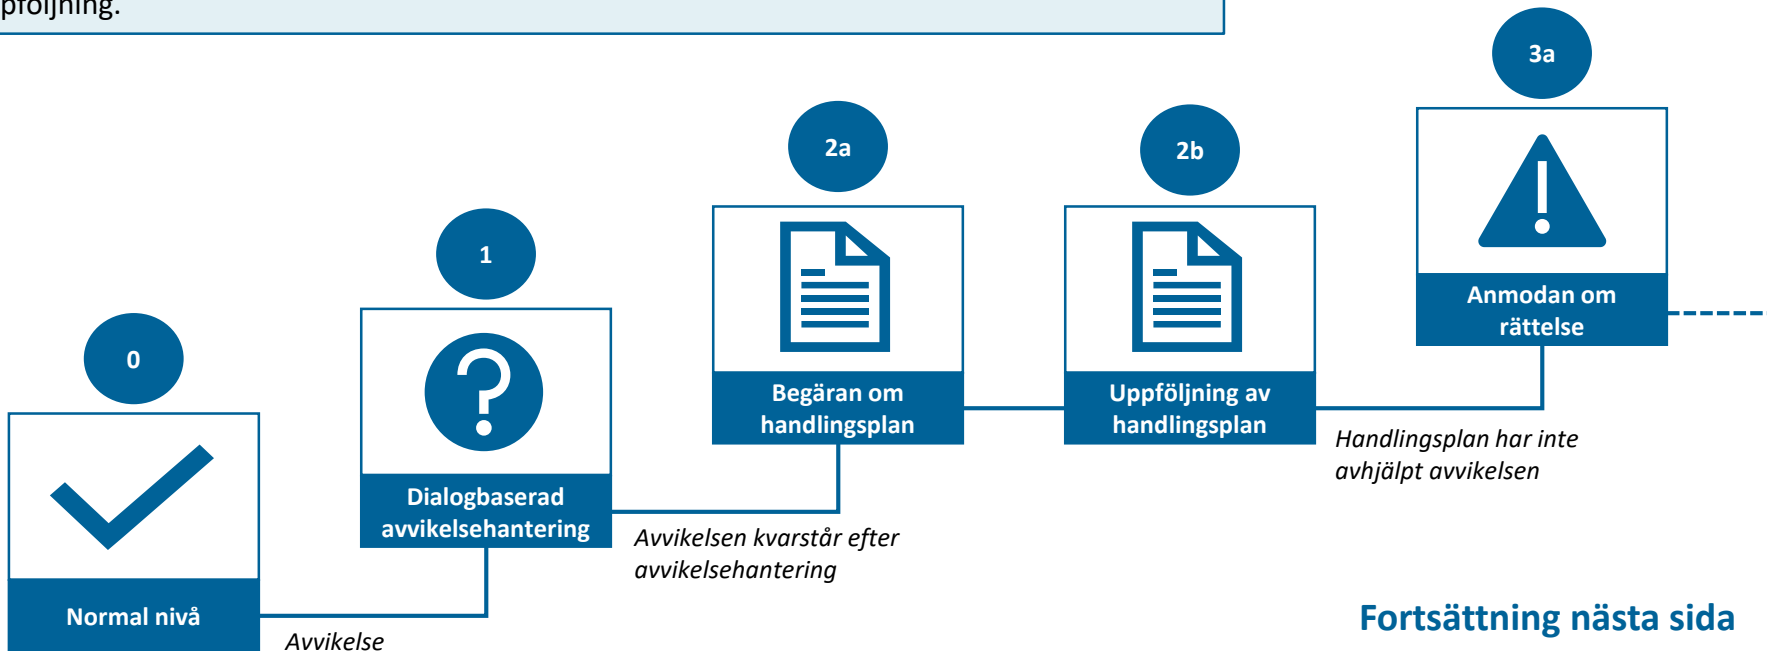 3a
2a
2b
1
Anmodan om
rättelse
0
Begäran om
handlingsplan
Uppföljning av
handlingsplan
Handlingsplan har inte
avhjälpt avvikelsen
Dialogbaserad
avvikelsehantering
Avvikelsen kvarstår efter
avvikelsehantering
Normal nivå
Avvikelse
Fortsättning nästa sida